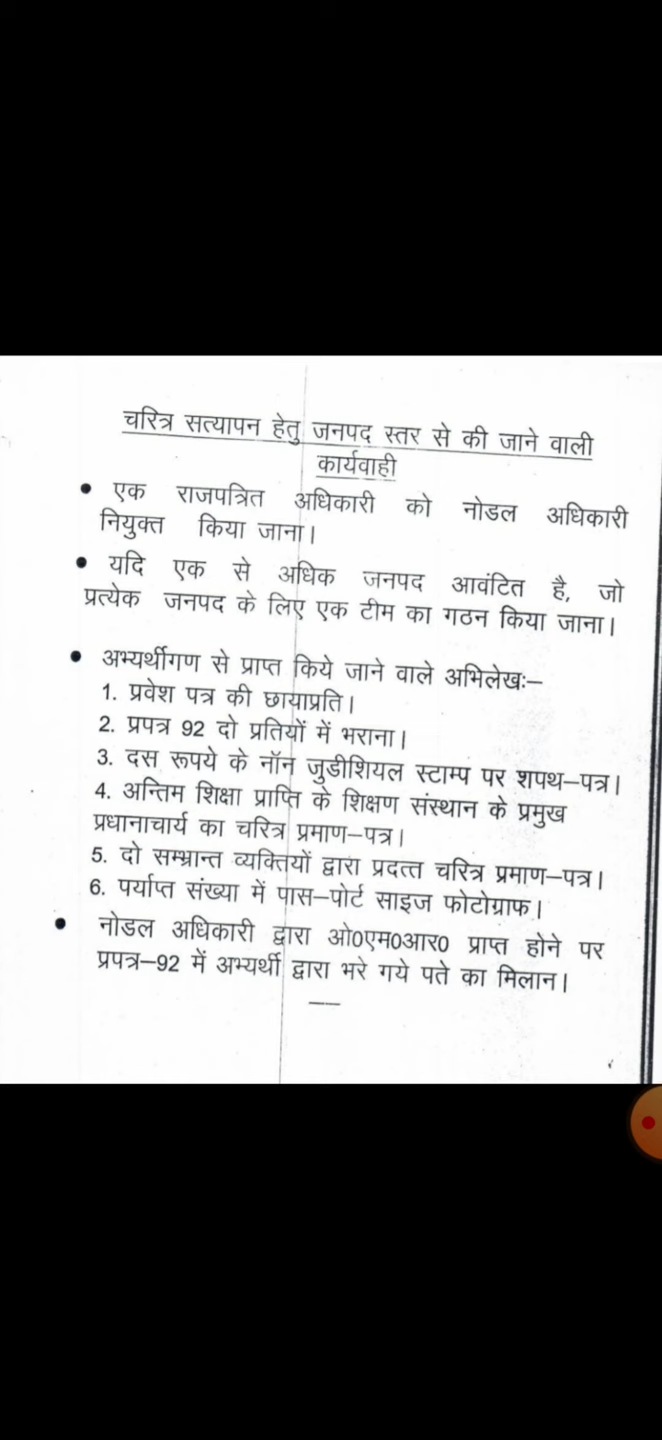 चरित्र सत्यापन हेतु जनपद स्तर से की जाने वाली
कार्यवाही
• एक राजपत्रित अधिकारी को नोडल अधिकारी
नियुक्त किया जाना।
• यदि एक से अधिक जनपद आवंटित है, जो
प्रत्येक जनपद के लिए एक टीम का गठन किया जाना।
• अभ्यर्थीगण से प्राप्त किये जाने वाले अभिलेखः–
1. प्रवेश पत्र की छायाप्रति।
2. प्रपत्र 92 दो प्रतियों में भराना।
3. दस रूपये के नॉन जुडीशियल स्टाम्प पर शपथ–पत्र।
4. अन्तिम शिक्षा प्राप्ति के शिक्षण संस्थान के प्रमुख
प्रधानाचार्य का चरित्र प्रमाण–पत्र।
5. दो सम्भ्रान्त व्यक्तियों द्वारा प्रदत्त चरित्र प्रमाण–पत्र।
6. पर्याप्त संख्या में पास–पोर्ट साइज फोटोग्राफ।
• नोडल अधिकारी द्वारा ओ0एम0आर0 प्राप्त होने पर
प्रपत्र–92 में अभ्यर्थी द्वारा भरे गये पते का मिलान।